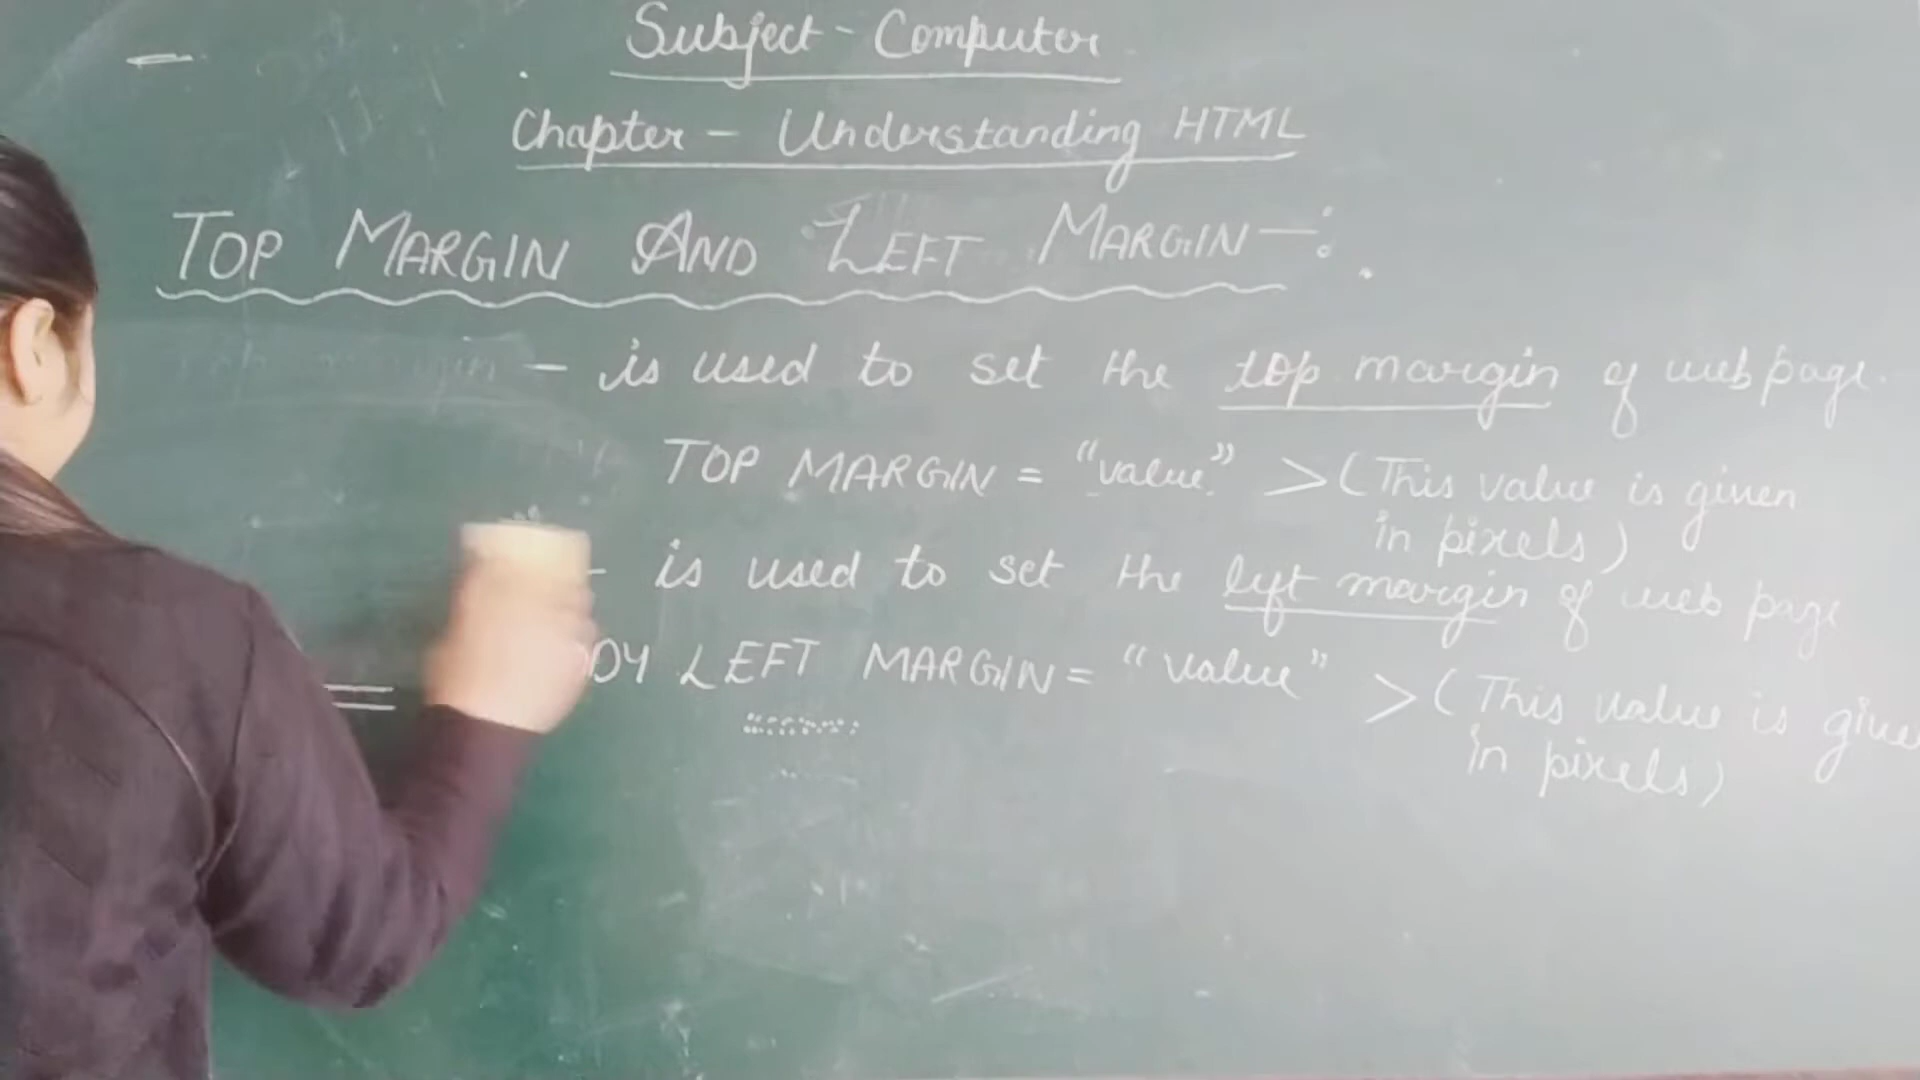 Subject - Computer
Chapter - Understanding HTML
TOP MARGIN AND LEFT MARGIN -:
- is used to set the top margin of web page.
TOP MARGIN = "value" > (This value is given
in pixels)
- is used to set the left margin of web page
DY LEFT MARGIN = "value" > (This value is give
in pixels)